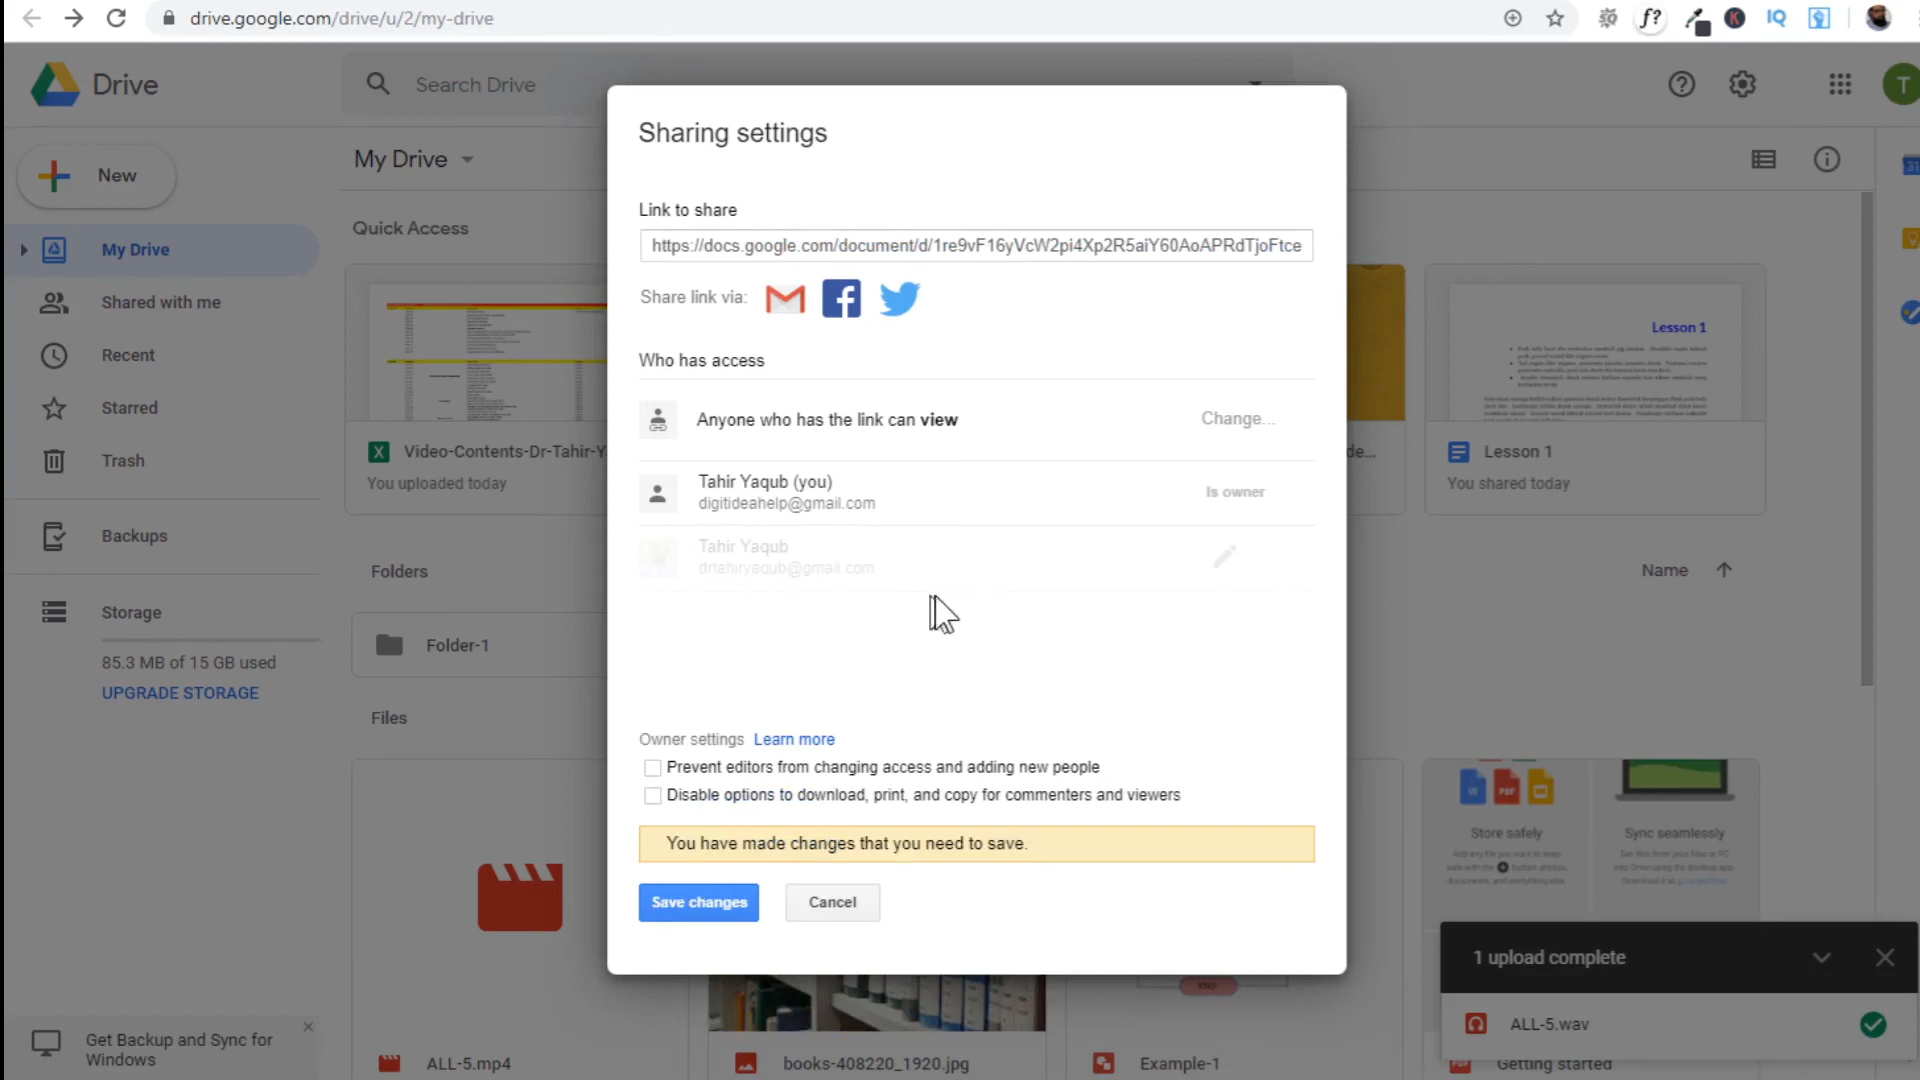 drive.google.com/drive/u/2/my-drive
f?
K
IQ
Drive
Search Drive
T
New
My Drive
My Drive
Shared with me
Recent
Starred
Trash
Backups
Storage
85.3 MB of 15 GB used
UPGRADE STORAGE
Get Backup and Sync for
Windows
Quick Access
Video-Contents-Dr-Tahir-Y
You uploaded today
Lesson 1
Lesson 1
You shared today
de...
31
Folders
Name
Folder-1
Files
ALL-5.mp4
books-408220_1920.jpg
Example-1
Getting started
Store safely
Sync seamlessly
W
PDF
Sharing settings
Link to share
https://docs.google.com/document/d/1re9vF16yVcW2pi4Xp2R5aiY60AoAPRdTjoFtce
Share link via:
Who has access
Anyone who has the link can view
Change...
Tahir Yaqub (you)
digitideahelp@gmail.com
Is owner
Tahir Yaqub
drtahiryaqub@gmail.com
Owner settings Learn more
Prevent editors from changing access and adding new people
Disable options to download, print, and copy for commenters and viewers
You have made changes that you need to save.
Save changes
Cancel
1 upload complete
ALL-5.wav